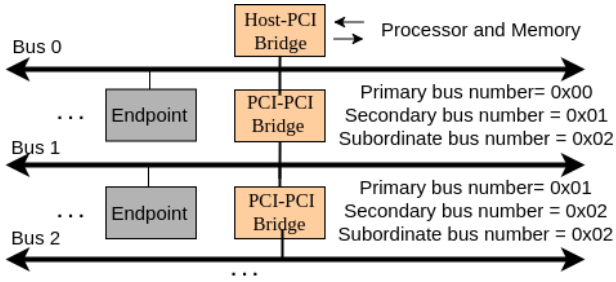 Host-PCI
Bridge
Processor and Memory
Bus 0
... Endpoint
PCI-PCI
Bridge
Primary bus number= 0x00
Secondary bus number = 0x01
Subordinate bus number = 0x02
Bus 1
... Endpoint
PCI-PCI
Bridge
Primary bus number= 0x01
Secondary bus number = 0x02
Subordinate bus number = 0x02
Bus 2
...